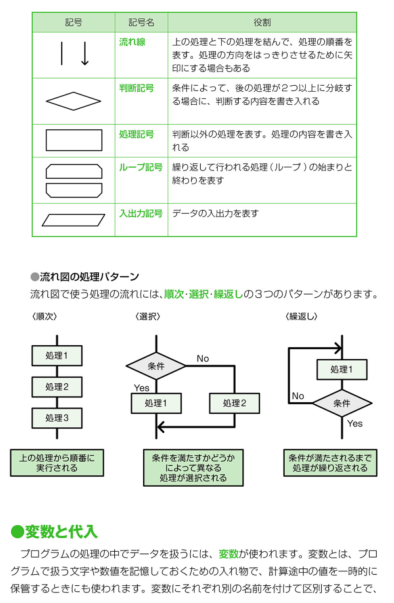 記号 記号名 役割
流れ線 上の処理と下の処理を結んで、処理の順番を
表す。処理の方向をはっきりさせるために矢
印にする場合もある
判断記号 条件によって、後の処理が2つ以上に分岐す
る場合に、判断する内容を書き入れる
処理記号 判断以外の処理を表す。処理の内容を書き入
れる
ループ記号 繰り返して行われる処理(ループ)の始まりと
終わりを表す
入出力記号 データの入出力を表す
●流れ図の処理パターン
流れ図で使う処理の流れには、順次・選択・繰返しの3つのパターンがあります。
〈順次〉
処理1
処理2
処理3
上の処理から順番に
実行される
〈選択〉
条件
No
Yes
処理1 処理2
条件を満たすかどうか
によって異なる
処理が選択される
〈繰返し〉
処理1
No
条件
Yes
条件が満たされるまで
処理が繰り返される
●変数と代入
プログラムの処理の中でデータを扱うには、変数が使われます。変数とは、プロ
グラムで扱う文字や数値を記憶しておくための入れ物で、計算途中の値を一時的に
保管するときにも使われます。変数にそれぞれ別の名前を付けて区別することで、